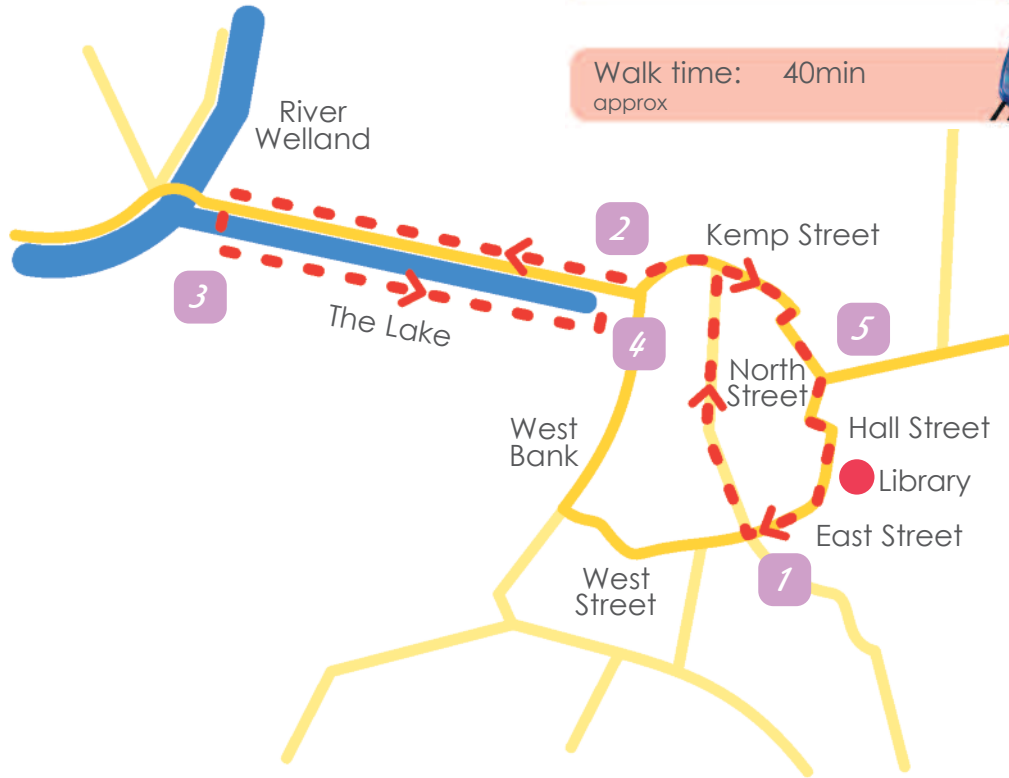 Walk time: 40min
approx
River
Welland
2
Kemp Street
3
The Lake
4
5
North
Street
West
Bank
Hall Street
Library
East Street
1
West
Street